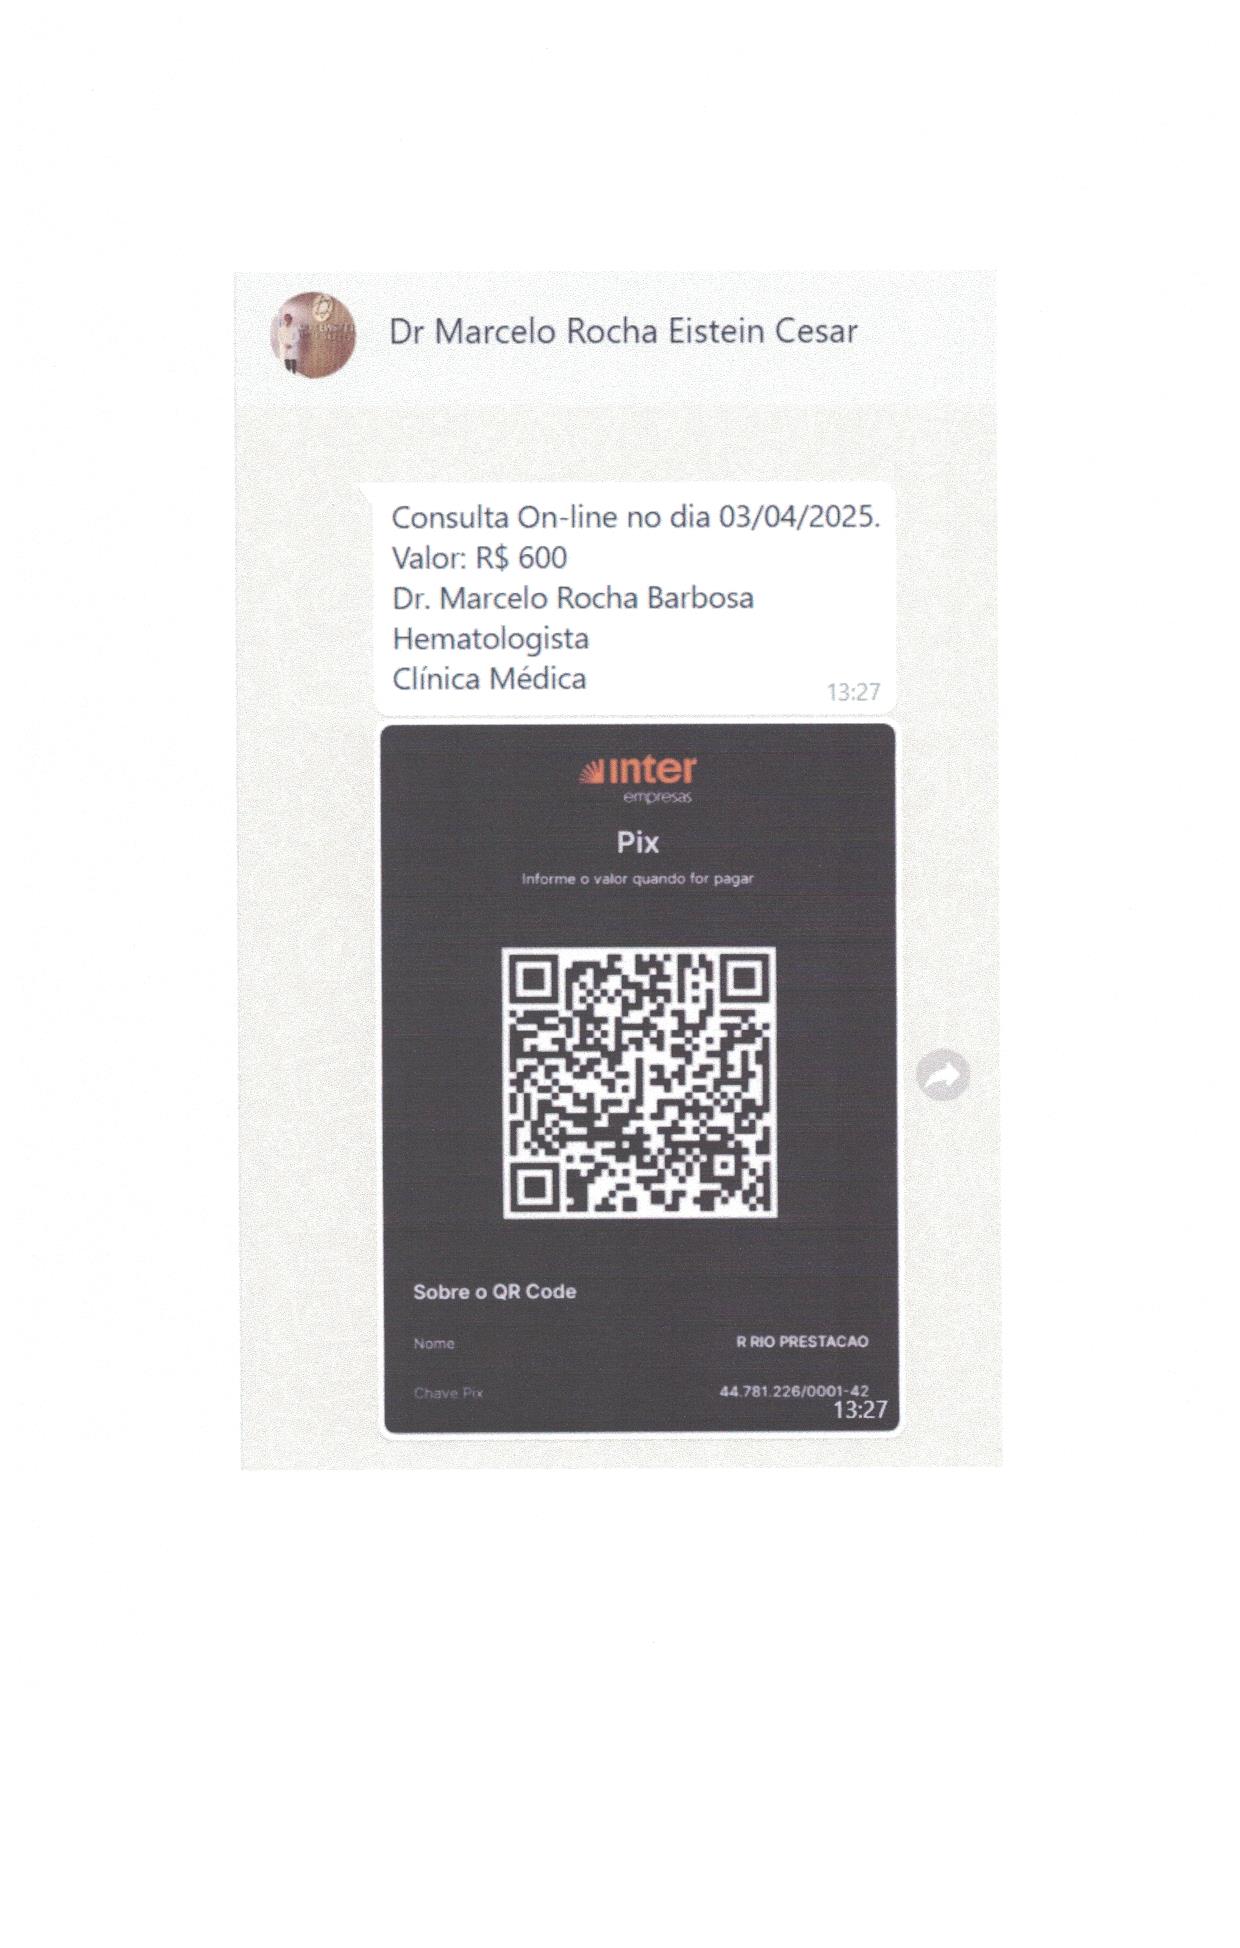 Dr Marcelo Rocha Eistein Cesar
Consulta On-line no dia 03/04/2025.
Valor: R$ 600
Dr. Marcelo Rocha Barbosa
Hematologista
Clínica Médica
13:27
inter
empresas
Pix
Informe o valor quando for pagar
Sobre o QR Code
Nome R RIO PRESTACAO
Chave Pix 44.781.226/0001-42
13:27